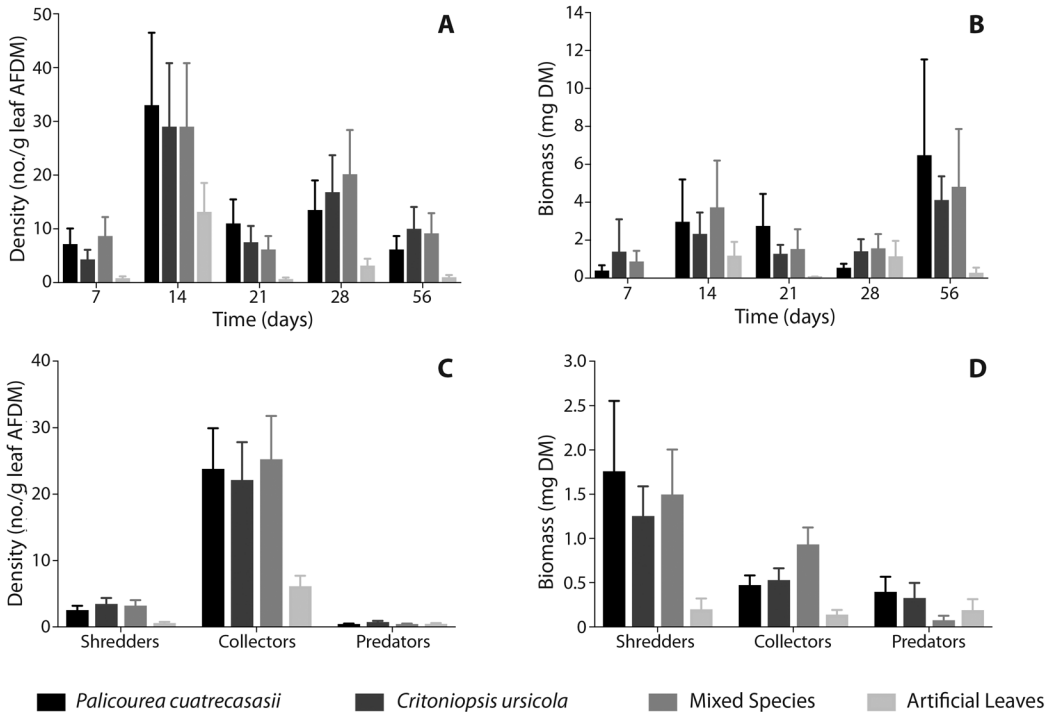 A
Density (no./g leaf AFDM)
50
40
30
20
10
0
7 14 21 28 56
Time (days)
B
Biomass (mg DM)
14
12
10
8
6
4
2
0
7 14 21 28 56
Time (days)
C
Density (no./g leaf AFDM)
40
30
20
10
0
Shredders Collectors Predators
D
Biomass (mg DM)
3.0
2.5
2.0
1.5
1.0
0.5
0
Shredders Collectors Predators
Palicourea cuatrecasasii Critoniopsis ursicola Mixed Species Artificial Leaves